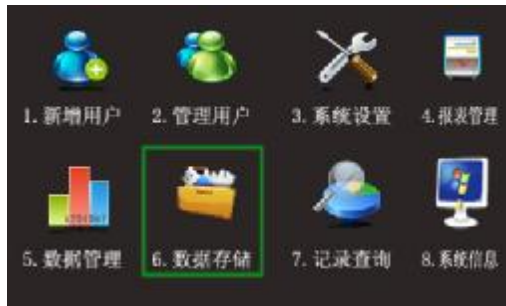 1. 新增用户
2. 管理用户
3. 系统设置
4. 报表管理
5. 数据管理
6. 数据存储
7. 记录查询
8. 系统信息